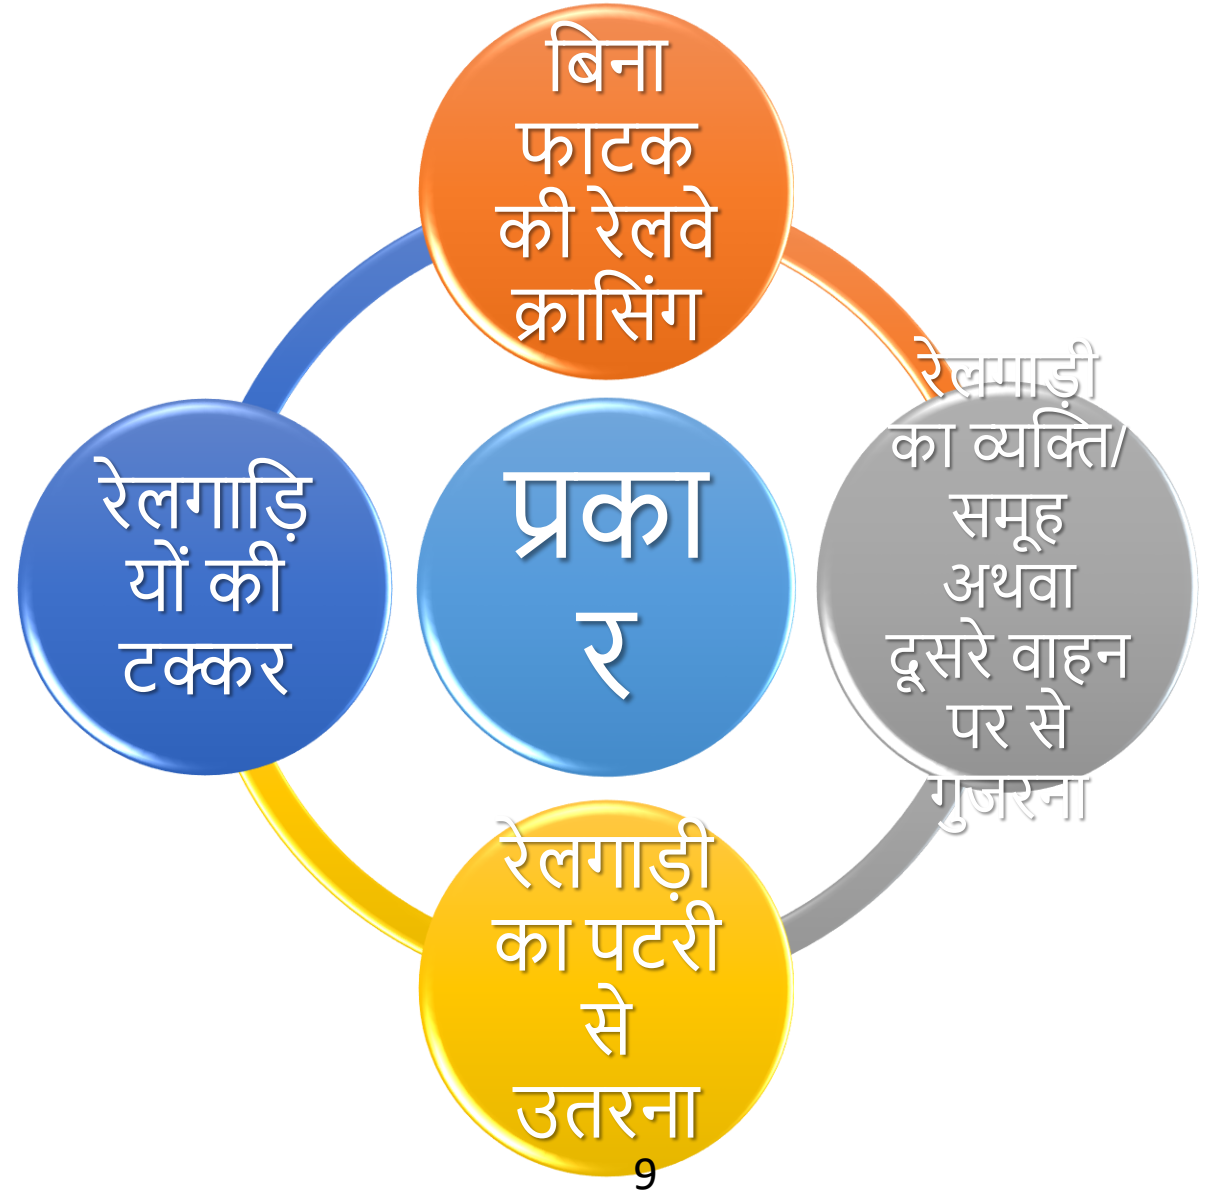 बिना
फाटक
की रेलवे
क्रासिंग
रेलगाड़ी
का व्यक्ति/
समूह
अथवा
दूसरे वाहन
पर से
गुजरना
रेलगाड़ि
यों की
टक्कर
प्रका
र
रेलगाड़ी
का पटरी
से
उतरना
9